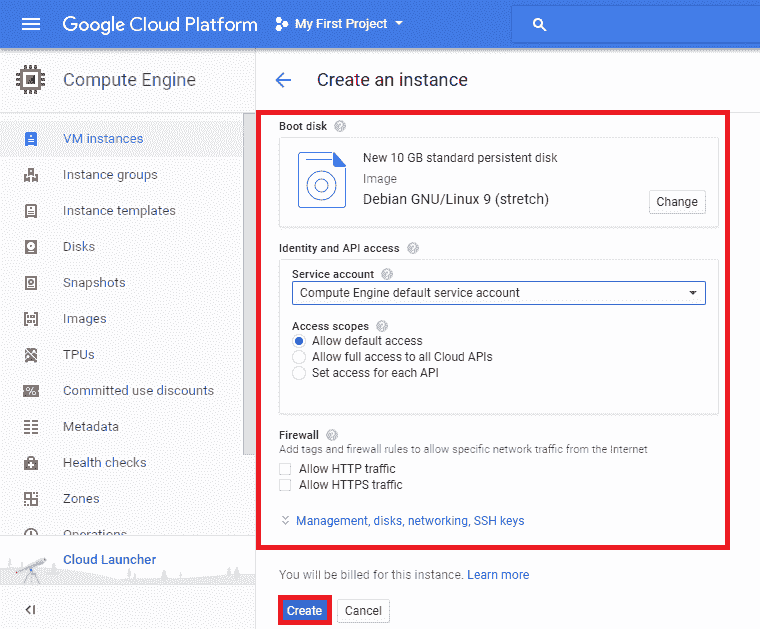 Google Cloud Platform My First Project
Compute Engine
Create an instance
VM instances
Instance groups
Instance templates
Disks
Snapshots
Images
TPUs
Committed use discounts
Metadata
Health checks
Zones
Operations
Cloud Launcher
Boot disk
New 10 GB standard persistent disk
Image
Debian GNU/Linux 9 (stretch)
Change
Identity and API access
Service account
Compute Engine default service account
Access scopes
Allow default access
Allow full access to all Cloud APIs
Set access for each API
Firewall
Add tags and firewall rules to allow specific network traffic from the Internet
Allow HTTP traffic
Allow HTTPS traffic
Management, disks, networking, SSH keys
You will be billed for this instance. Learn more
Create Cancel